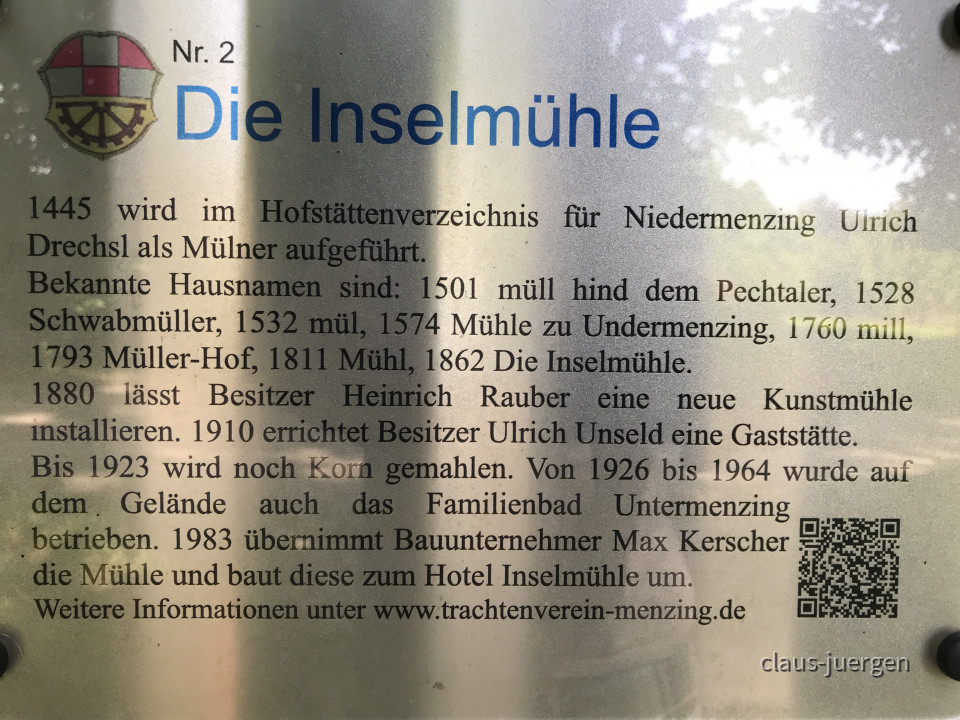 Nr. 2
Die Inselmühle
1445 wird im Hofstättenverzeichnis für Niedermenzing Ulrich
Drechsl als Mülner aufgeführt.
Bekannte Hausnamen sind: 1501 müll hind dem Pechtaler, 1528
Schwabmüller, 1532 mül, 1574 Mühle zu Undermenzing, 1760 mill,
1793 Müller-Hof, 1811 Mühl, 1862 Die Inselmühle.
1880 lässt Besitzer Heinrich Rauber eine neue Kunstmühle
installieren. 1910 errichtet Besitzer Ulrich Unseld eine Gaststätte.
Bis 1923 wird noch Korn gemahlen. Von 1926 bis 1964 wurde auf
dem Gelände auch das Familienbad Untermenzing
betrieben. 1983 übernimmt Bauunternehmer Max Kerscher
die Mühle und baut diese zum Hotel Inselmühle um.
Weitere Informationen unter www.trachtenverein-menzing.de
claus-juergen